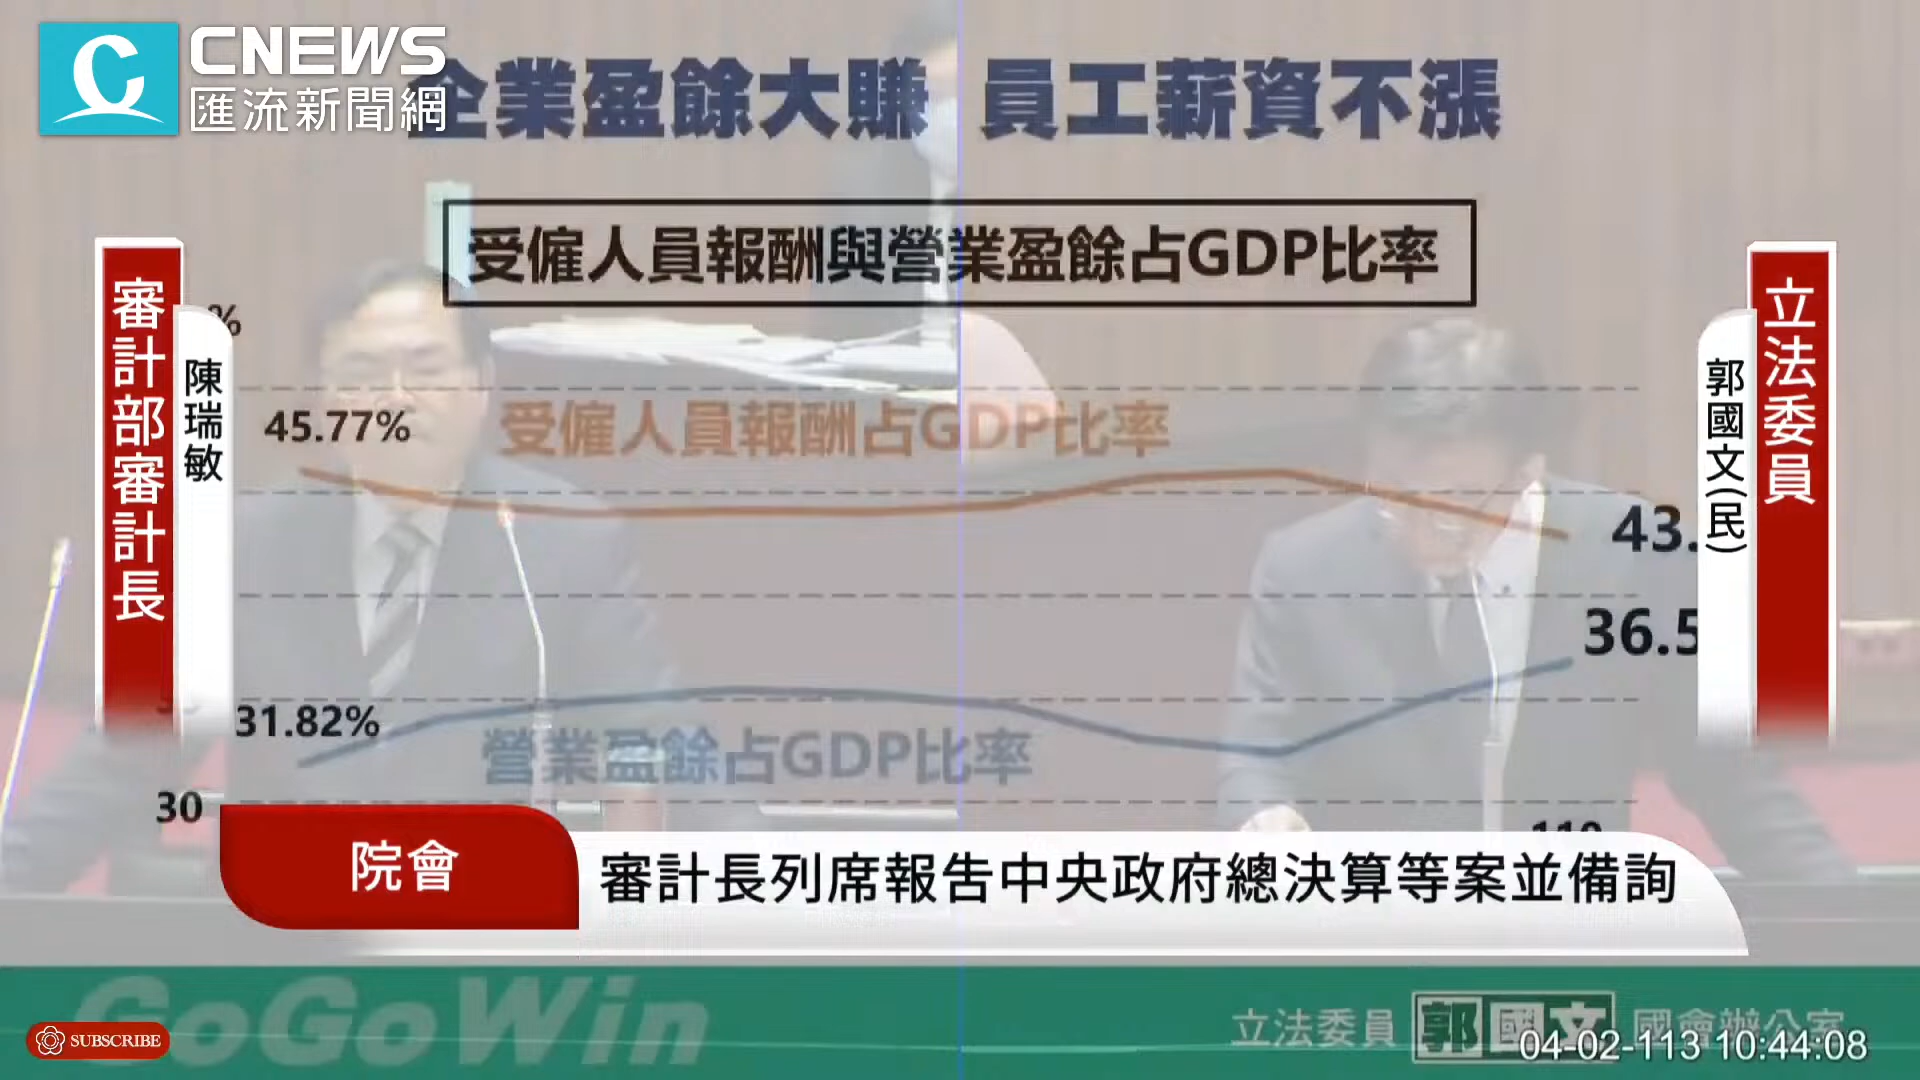 CNEWS
匯流新聞網
企業盈餘大賺 員工薪資不漲
受僱人員報酬與營業盈餘占GDP比率
審計部審計長
陳瑞敏
立法委員
郭國文(民)
%
45.77%
受僱人員報酬占GDP比率
43.
36.5
31.82%
營業盈餘占GDP比率
30
院會
審計長列席報告中央政府總決算等案並備詢
GoGoWin
立法委員 郭國文 國會辦公室
SUBSCRIBE
04-02-113 10:44:08